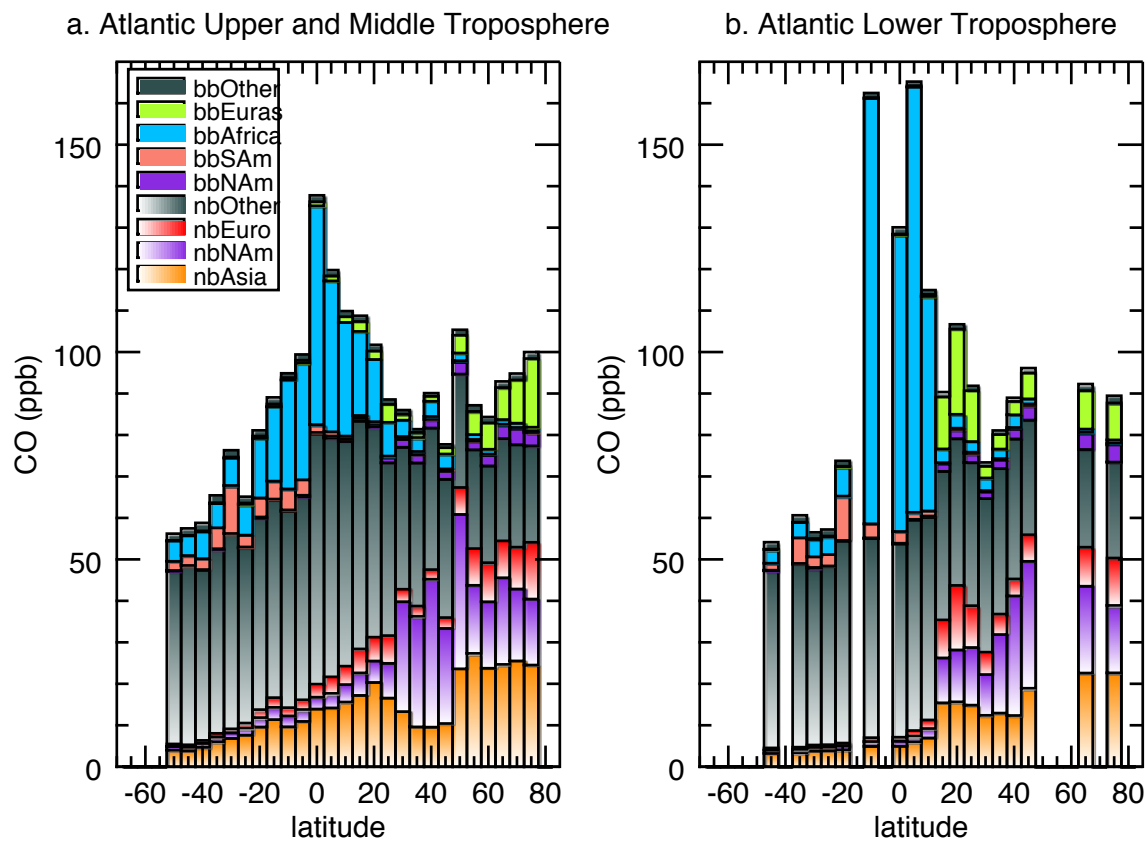 a. Atlantic Upper and Middle Troposphere
bbOther
bbEuras
bbAfrica
bbSAm
bbNAm
nbOther
nbEuro
nbNAm
nbAsia
150
100
50
0
CO (ppb)
-60 -40 -20 0 20 40 60 80
latitude
b. Atlantic Lower Troposphere
150
100
50
0
CO (ppb)
-60 -40 -20 0 20 40 60 80
latitude